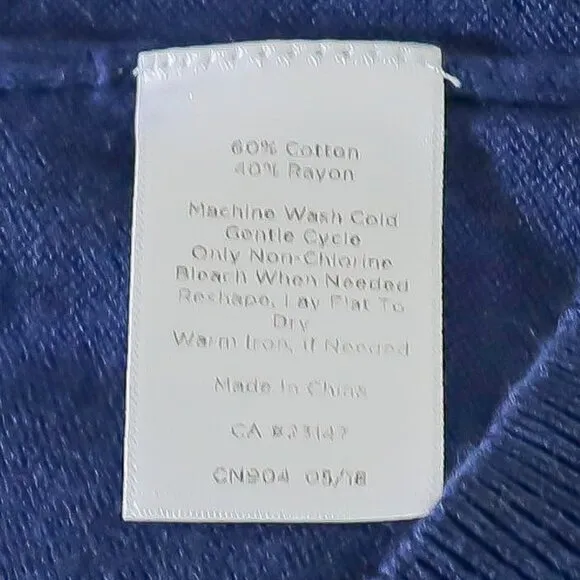 60% Cotton
40% Rayon
Machine Wash Cold
Gentle Cycle
Only Non-Chlorine
Bleach When Needed
Reshape, Lay Flat To
Dry
Warm Iron, if Needed
Made In China
CA #23147
CN904 05/18